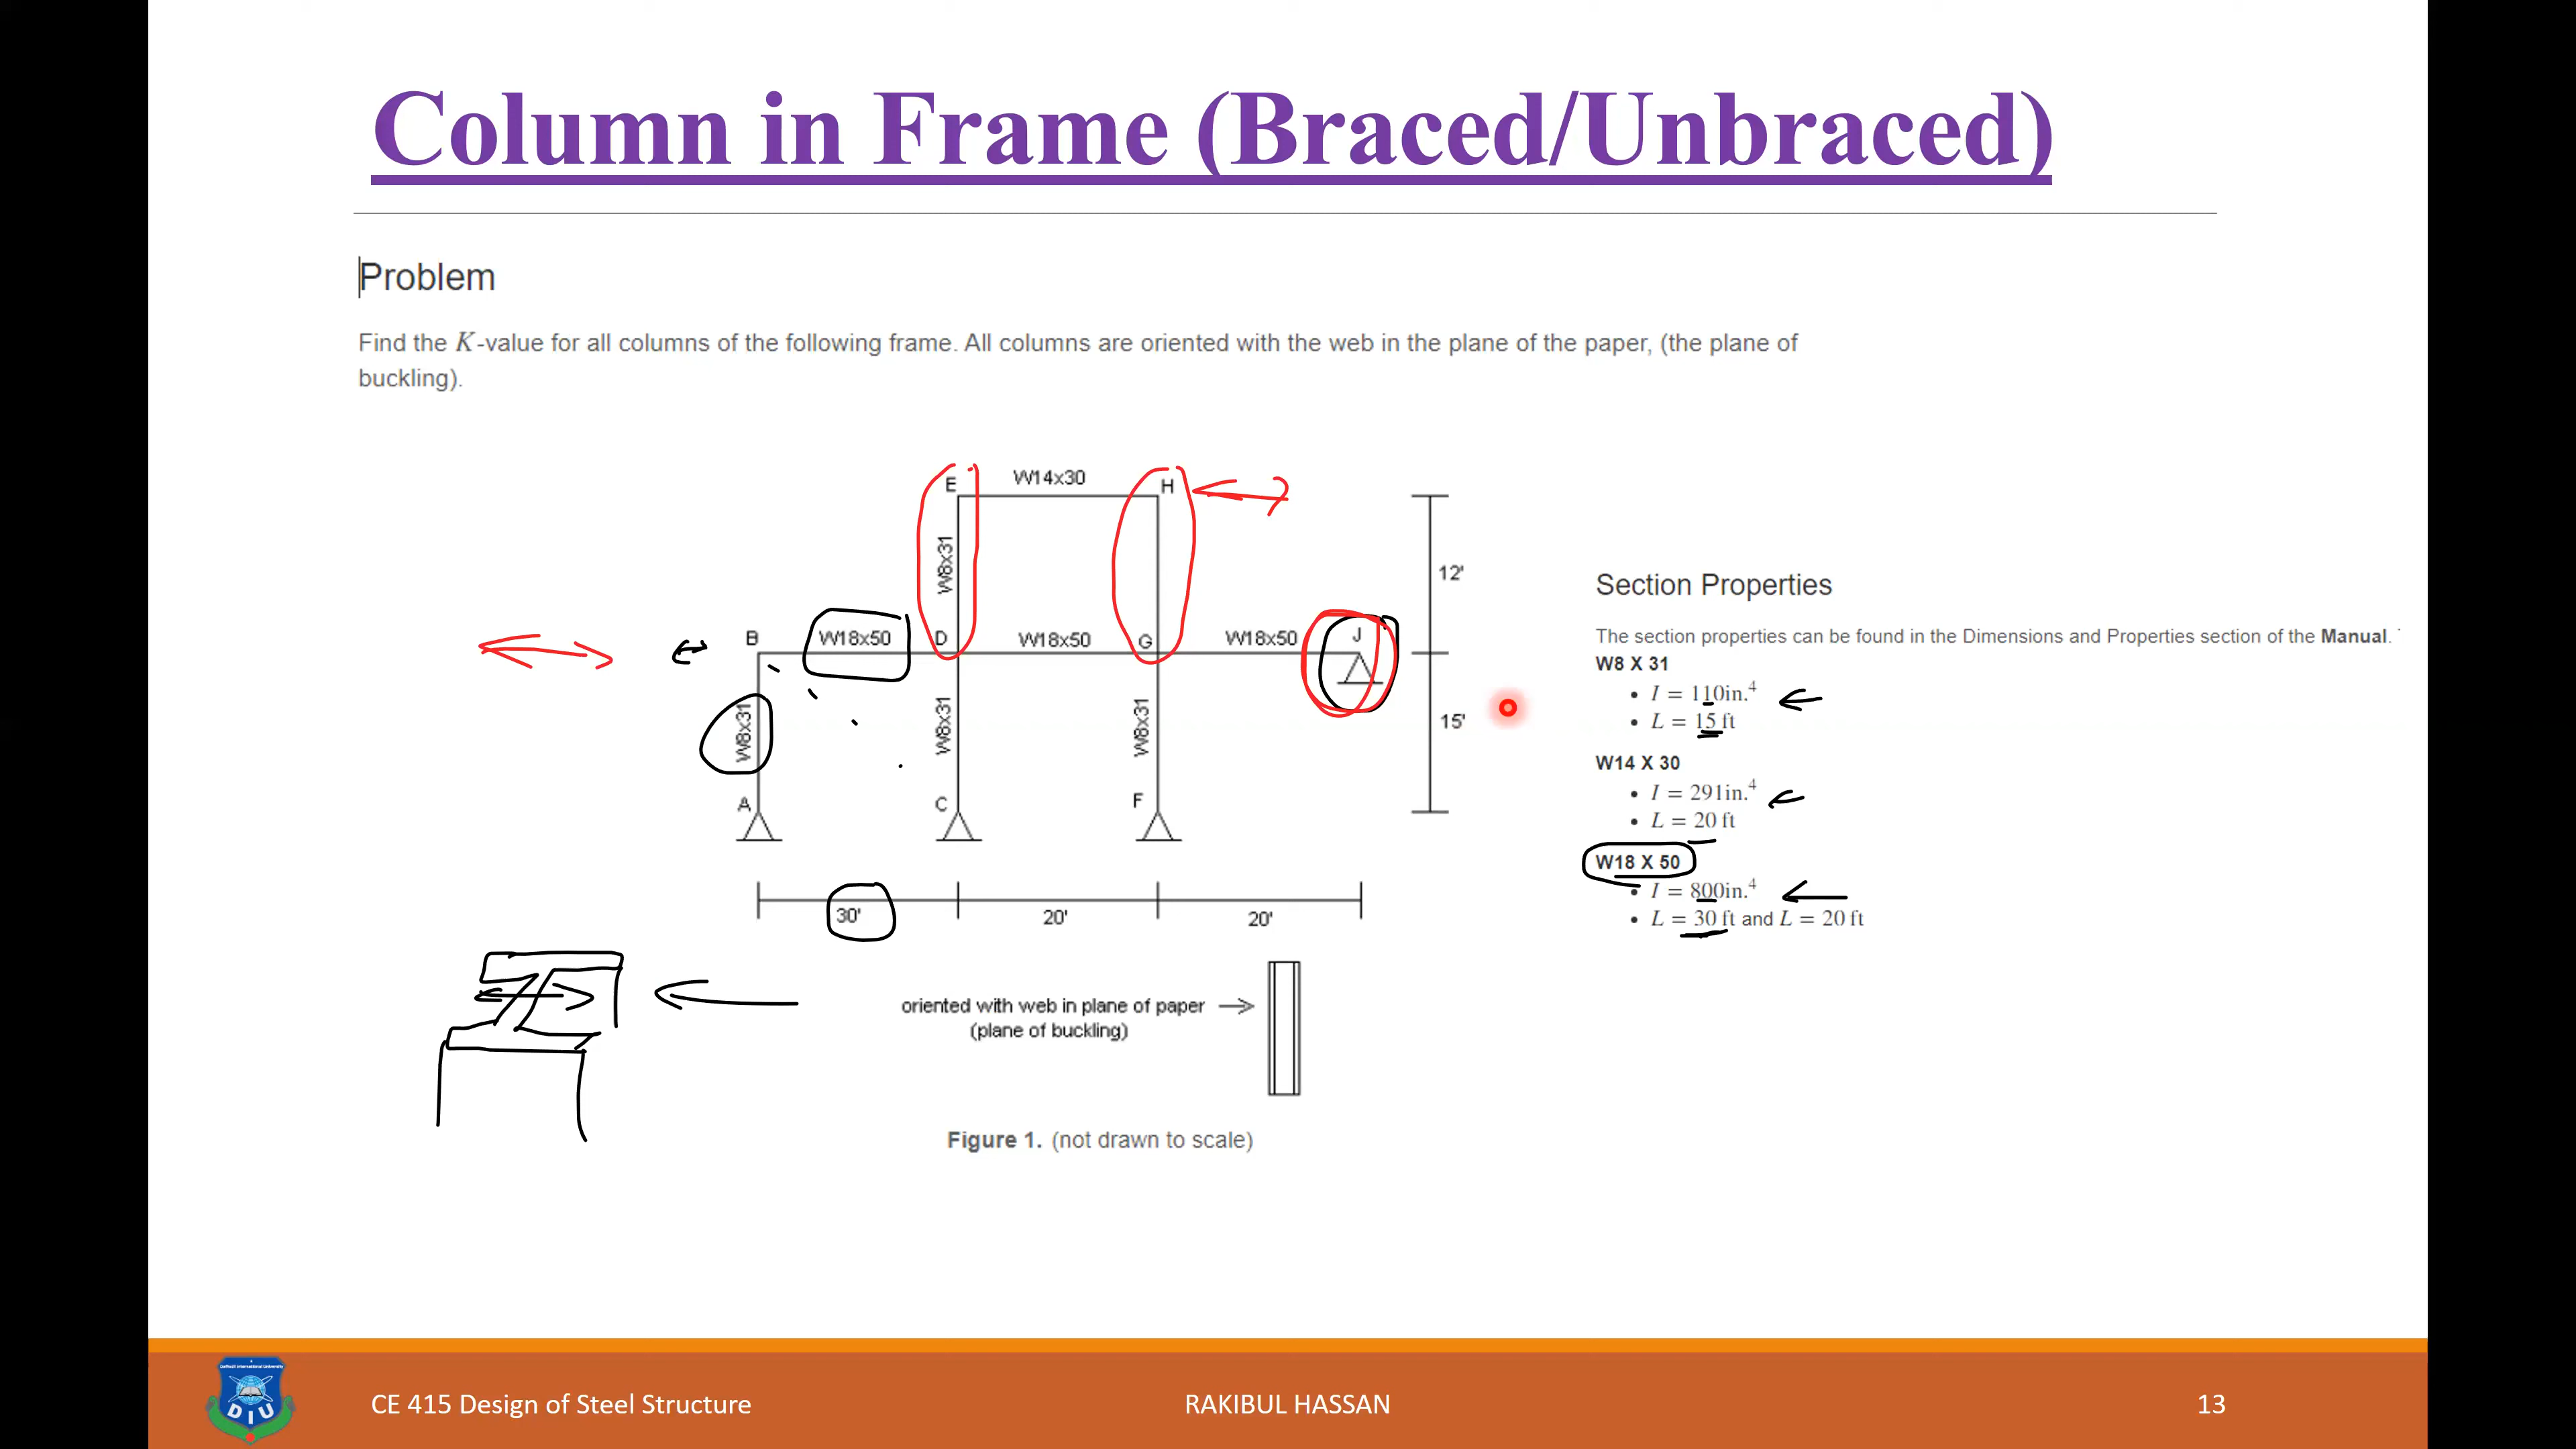 Column in Frame (Braced/Unbraced)
Problem
Find the K-value for all columns of the following frame. All columns are oriented with the web in the plane of the paper, (the plane of
buckling).
E
W14x30
H
W8x31
12'
B
W18x50
D
W18x50
G
W18x50
J
W8x31
W8x31
W8x31
15'
A
C
F
30'
20'
20'
oriented with web in plane of paper
(plane of buckling)
Figure 1. (not drawn to scale)
Section Properties
The section properties can be found in the Dimensions and Properties section of the Manual.
W8 X 31
• I = 110in.⁴
• L = 15 ft
W14 X 30
• I = 291in.⁴
• L = 20 ft
W18 X 50
• I = 800in.⁴
• L = 30 ft and L = 20 ft
DIU
CE 415 Design of Steel Structure
RAKIBUL HASSAN
13